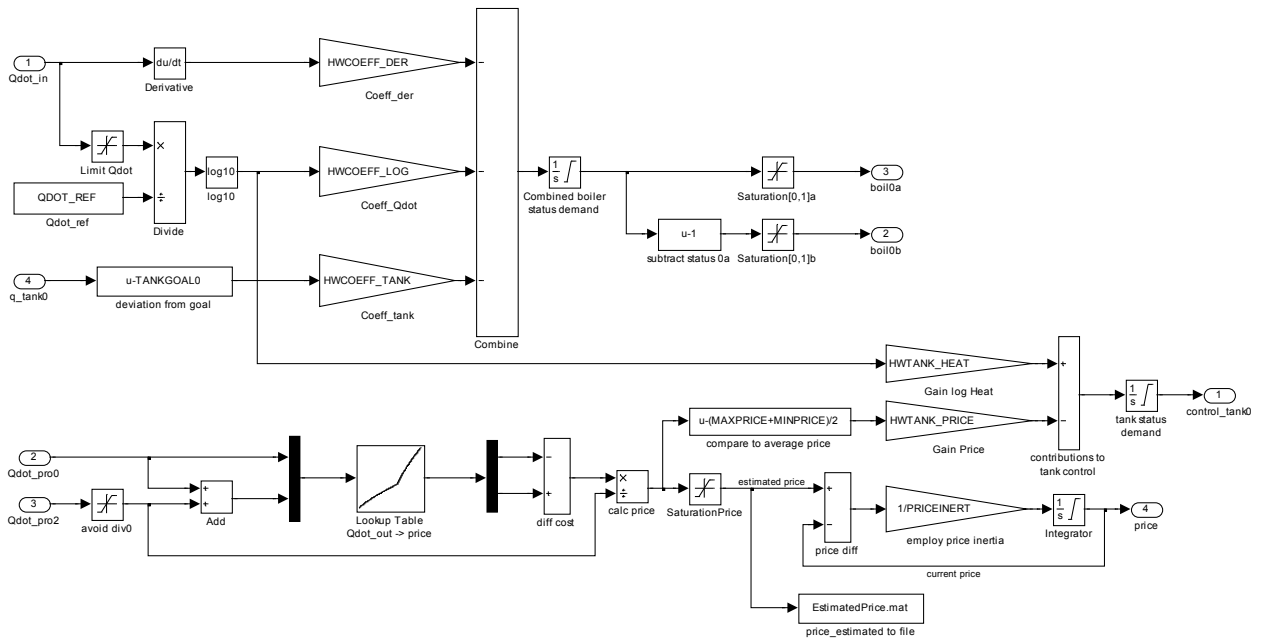 1
Qdot_in
du/dt
Derivative
HWCOEFF_DER
Coeff_der
−
Limit Qdot
×
QDOT_REF
Qdot_ref
÷
Divide
log10
log10
HWCOEFF_LOG
Coeff_Qdot
−
1
s
Combined boiler
status demand
Saturation[0,1]a
3
boil0a
u-1
subtract status 0a
Saturation[0,1]b
2
boil0b
4
q_tank0
u-TANKGOAL0
deviation from goal
HWCOEFF_TANK
Coeff_tank
−
Combine
HWTANK_HEAT
Gain log Heat
+
u-(MAXPRICE+MINPRICE)/2
compare to average price
HWTANK_PRICE
Gain Price
−
contributions to
tank control
1
s
tank status
demand
1
control_tank0
2
Qdot_pro0
3
Qdot_pro2
avoid div0
+
+
Add
Lookup Table
Qdot_out -> price
−
+
diff cost
×
÷
calc price
SaturationPrice
estimated price
+
−
price diff
1/PRICEINERT
employ price inertia
1
s
Integrator
4
price
current price
EstimatedPrice.mat
price_estimated to file